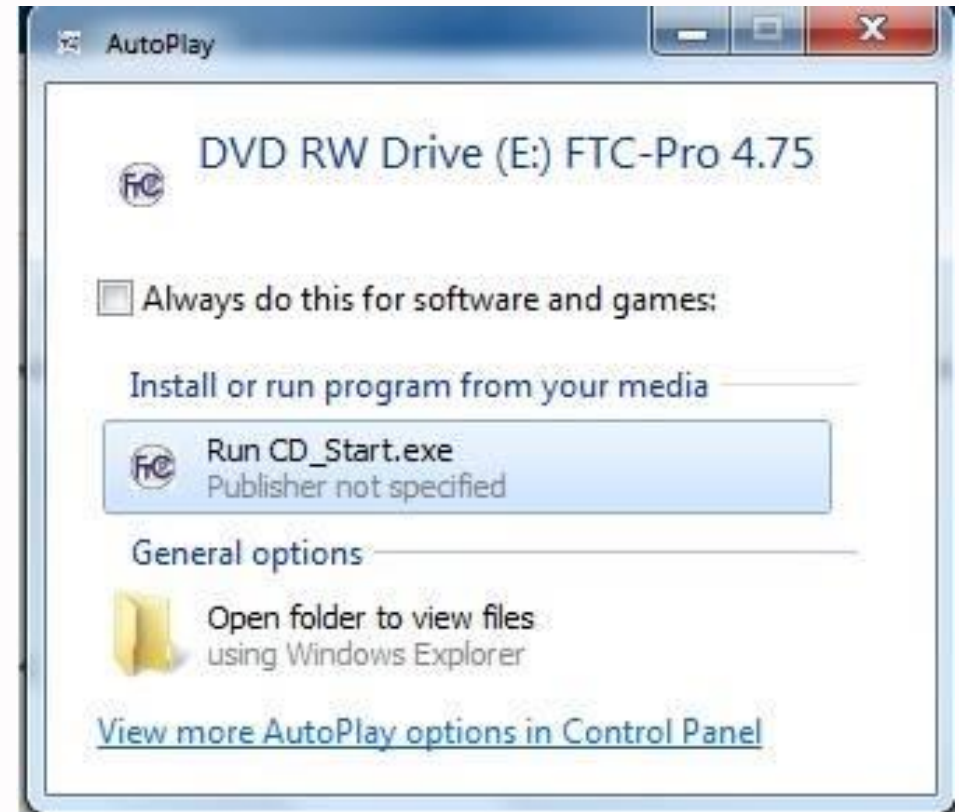 AutoPlay
DVD RW Drive (E:) FTC-Pro 4.75
Always do this for software and games:
Install or run program from your media
FTC
Run CD_Start.exe
Publisher not specified
General options
Open folder to view files
using Windows Explorer
View more AutoPlay options in Control Panel